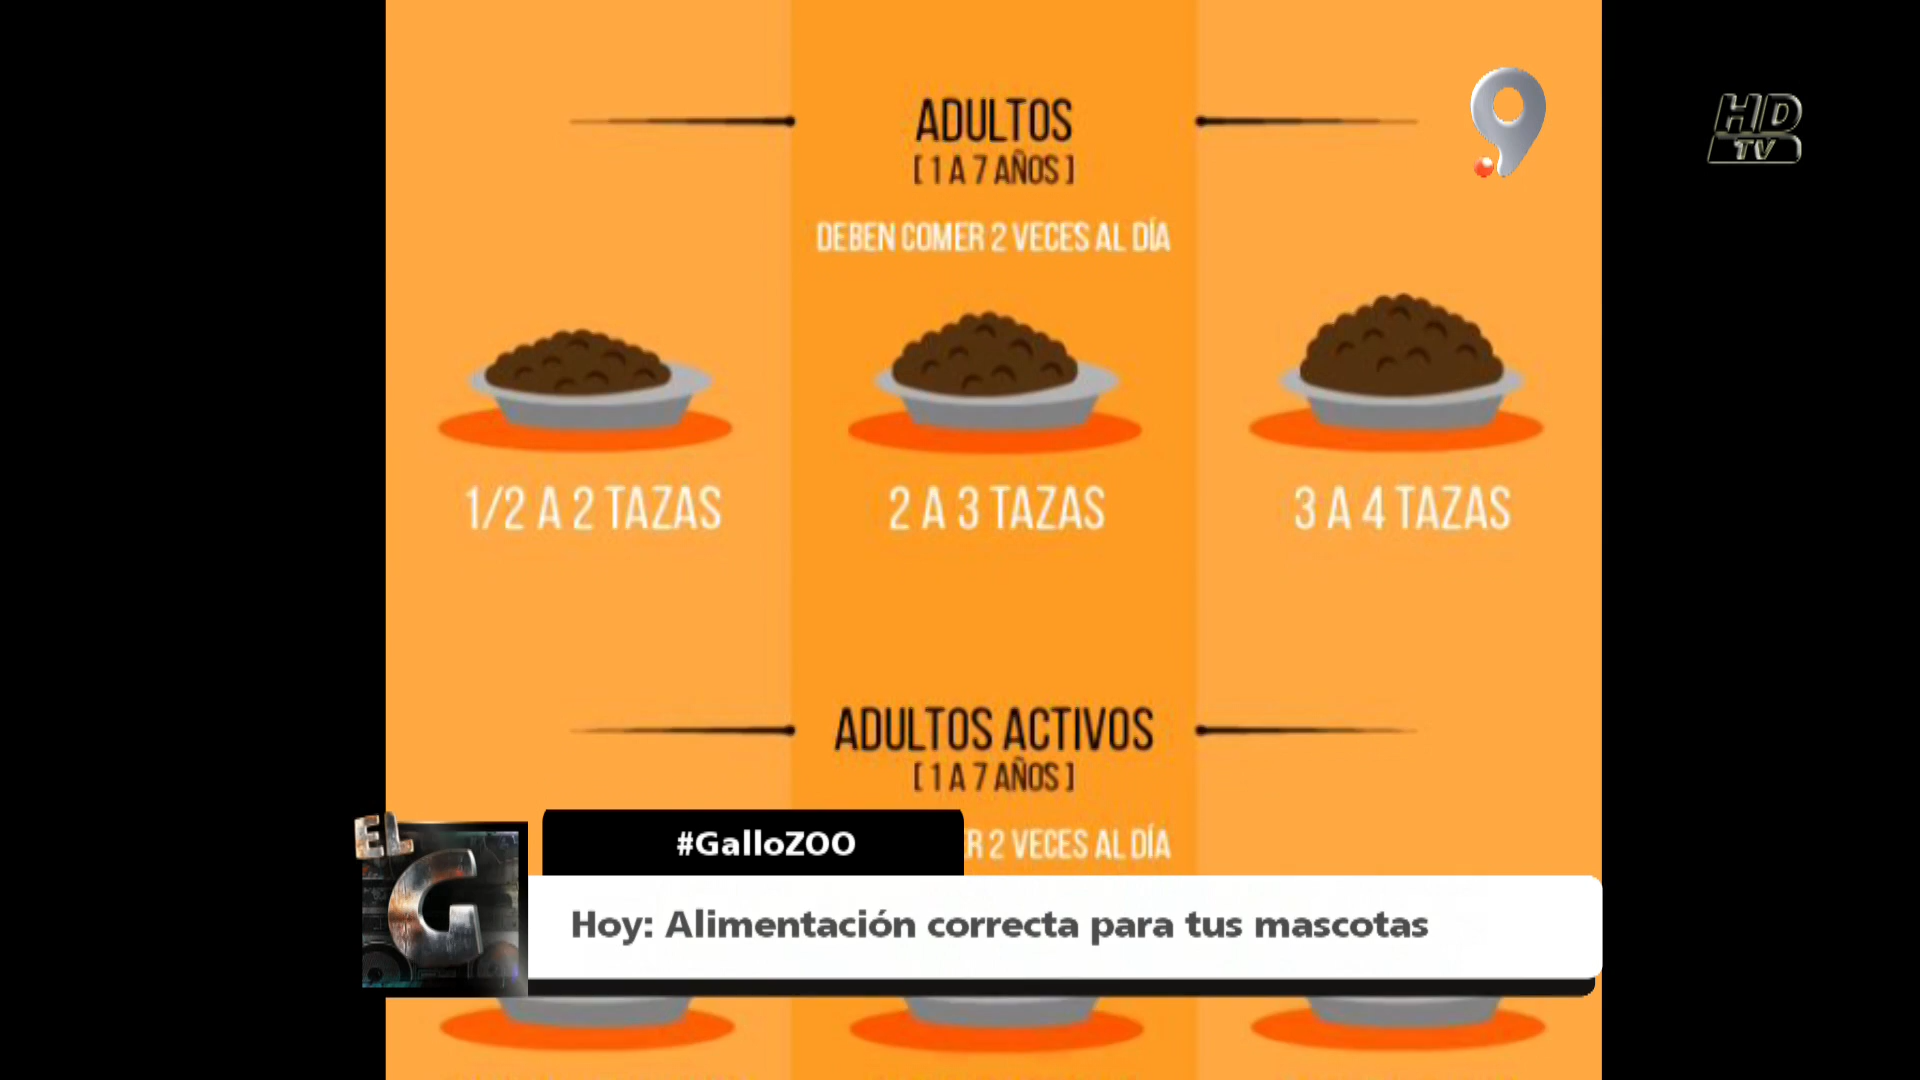 ADULTOS
[ 1 A 7 AÑOS ]
DEBEN COMER 2 VECES AL DÍA
9
HD
TV
1/2 A 2 TAZAS
2 A 3 TAZAS
3 A 4 TAZAS
ADULTOS ACTIVOS
[ 1 A 7 AÑOS ]
R 2 VECES AL DÍA
EL
G
#GalloZOO
Hoy: Alimentación correcta para tus mascotas